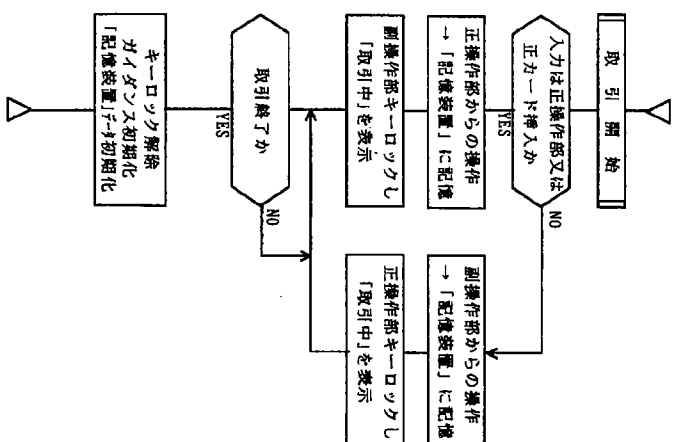 取引開始
入力は正操作部又は
正カード挿入か
NO
YES
正操作部からの操作
→「記憶装置」に記憶
副操作部キーロックし
「取引中」を表示
副操作部からの操作
→「記憶装置」に記憶
正操作部キーロックし
「取引中」を表示
取引終了か
NO
YES
キーロック解除
ガイダンス初期化
「記憶装置」データ初期化